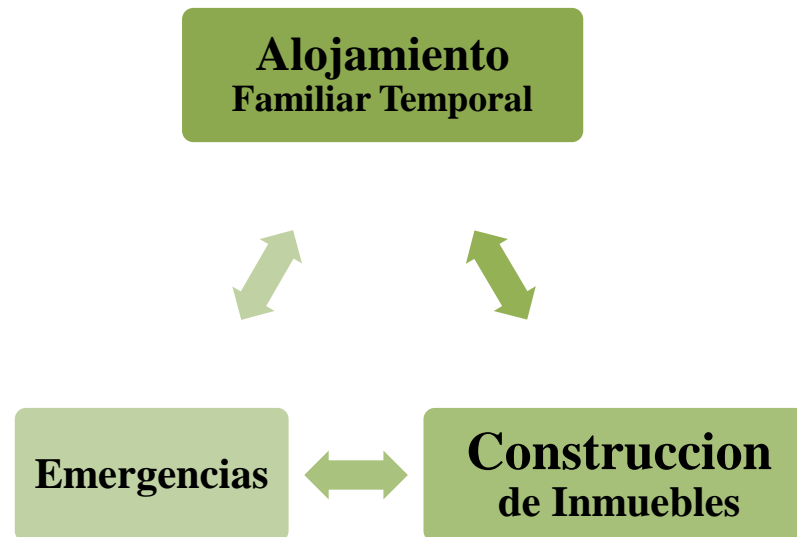 Alojamiento
Familiar Temporal
Emergencias
Construccion
de Inmuebles